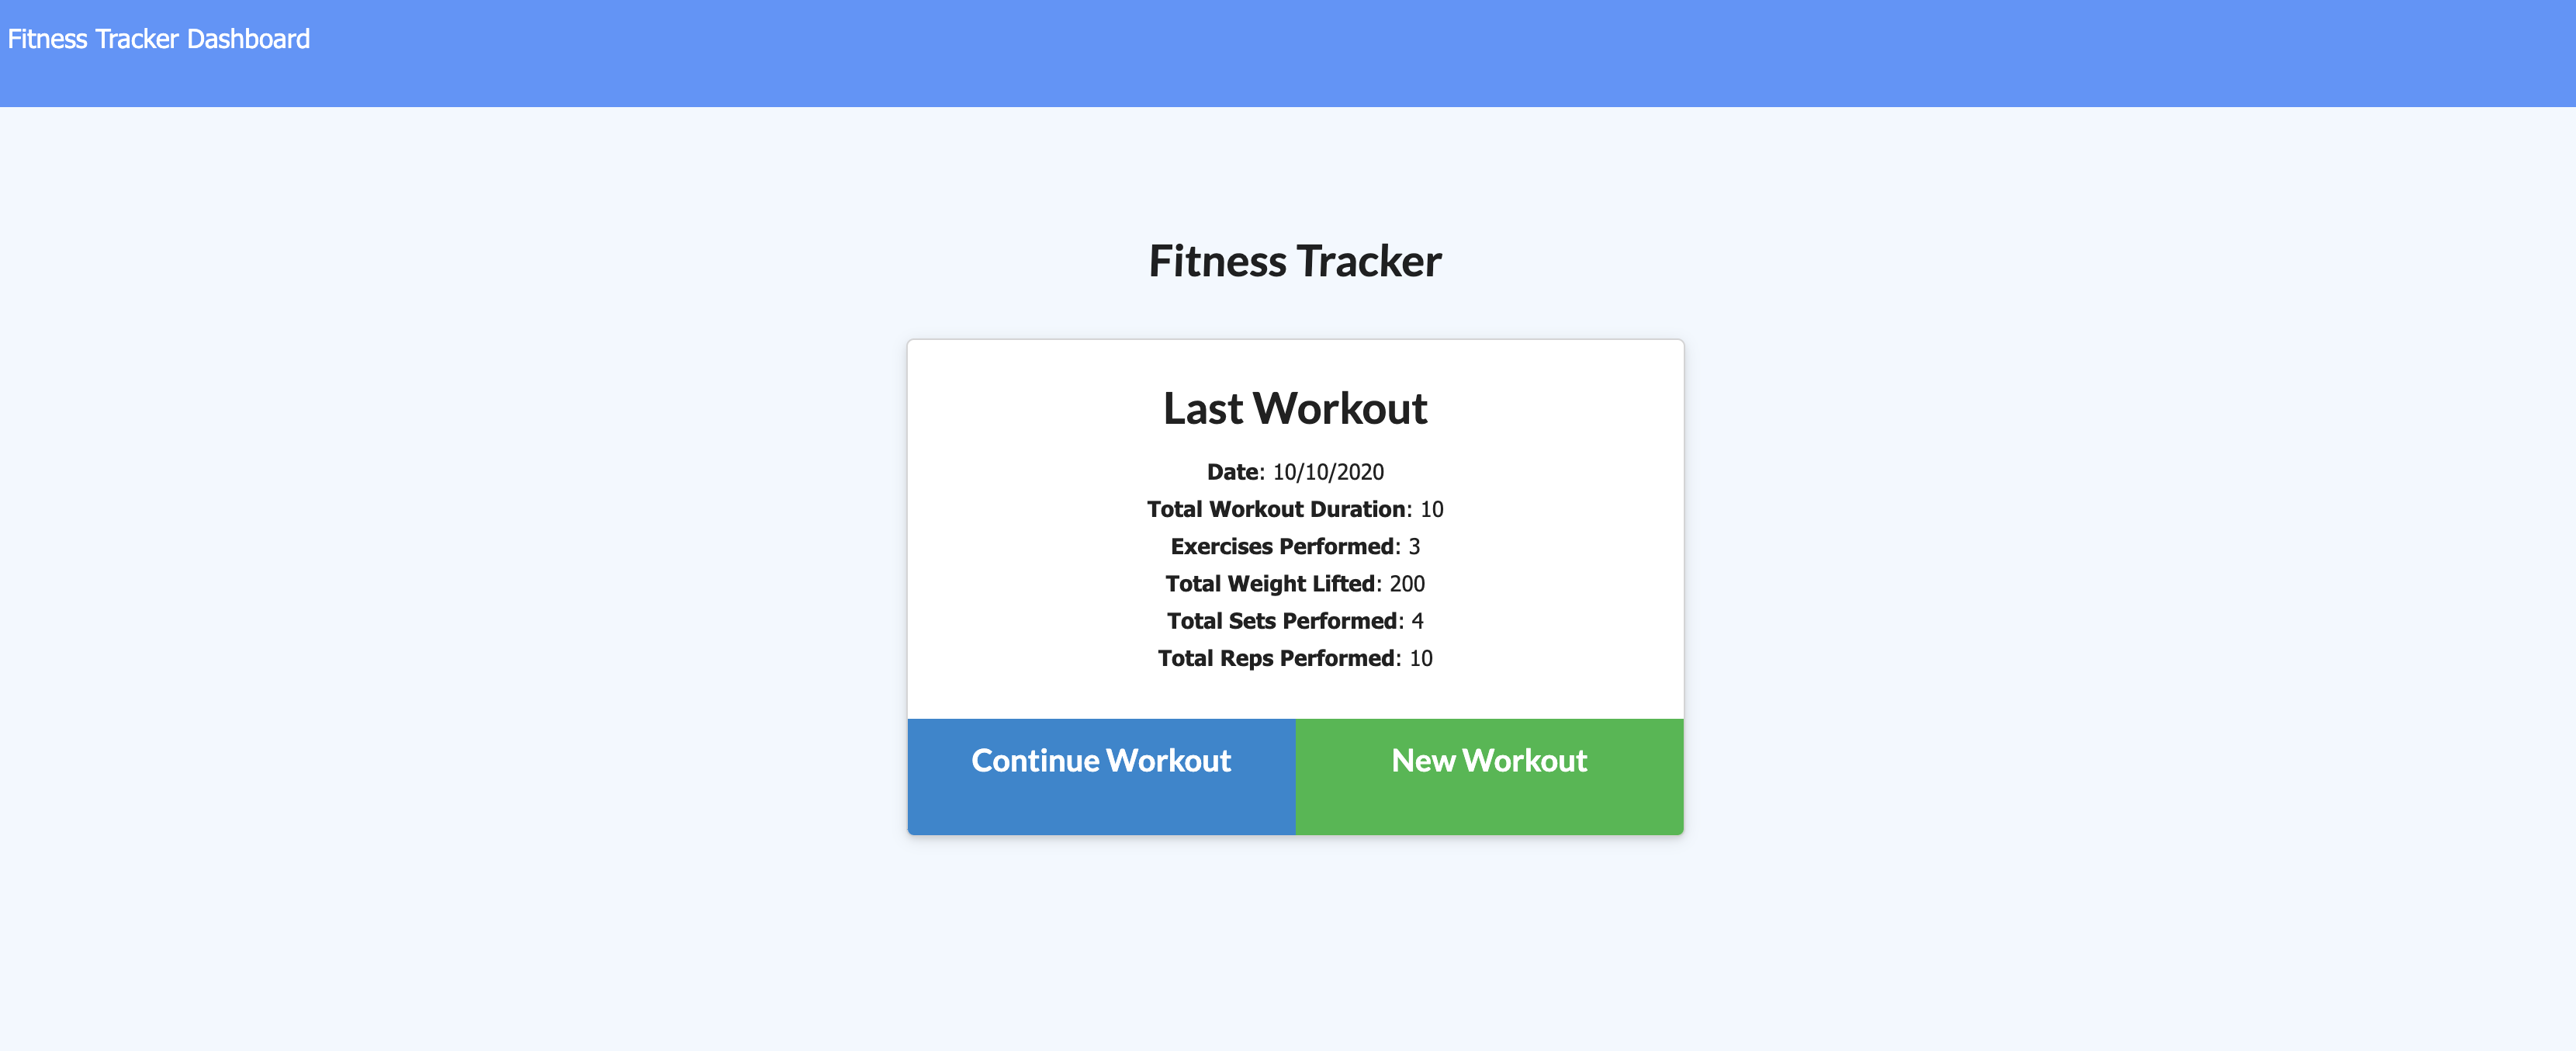 Fitness Tracker Dashboard
Fitness Tracker
Last Workout
Date: 10/10/2020
Total Workout Duration: 10
Exercises Performed: 3
Total Weight Lifted: 200
Total Sets Performed: 4
Total Reps Performed: 10
Continue Workout
New Workout